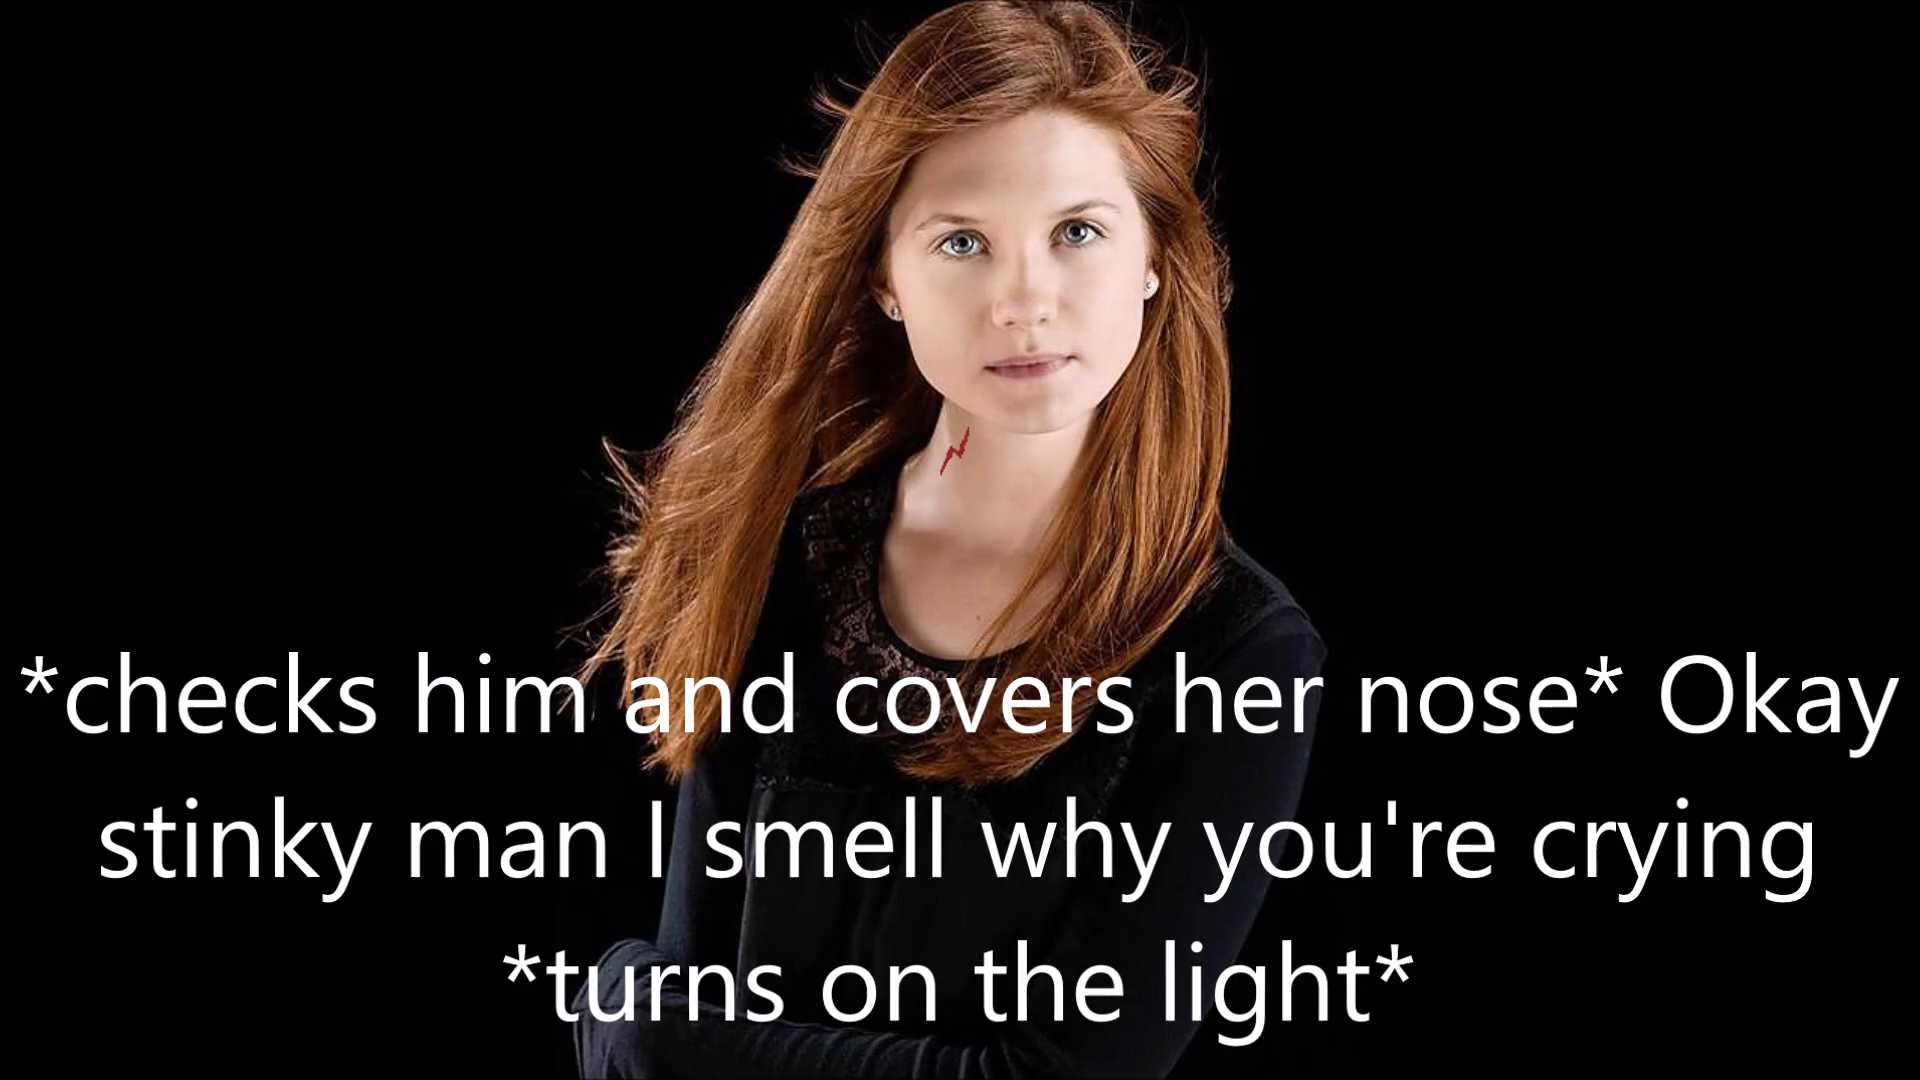 *checks him and covers her nose* Okay
stinky man I smell why you're crying
*turns on the light*